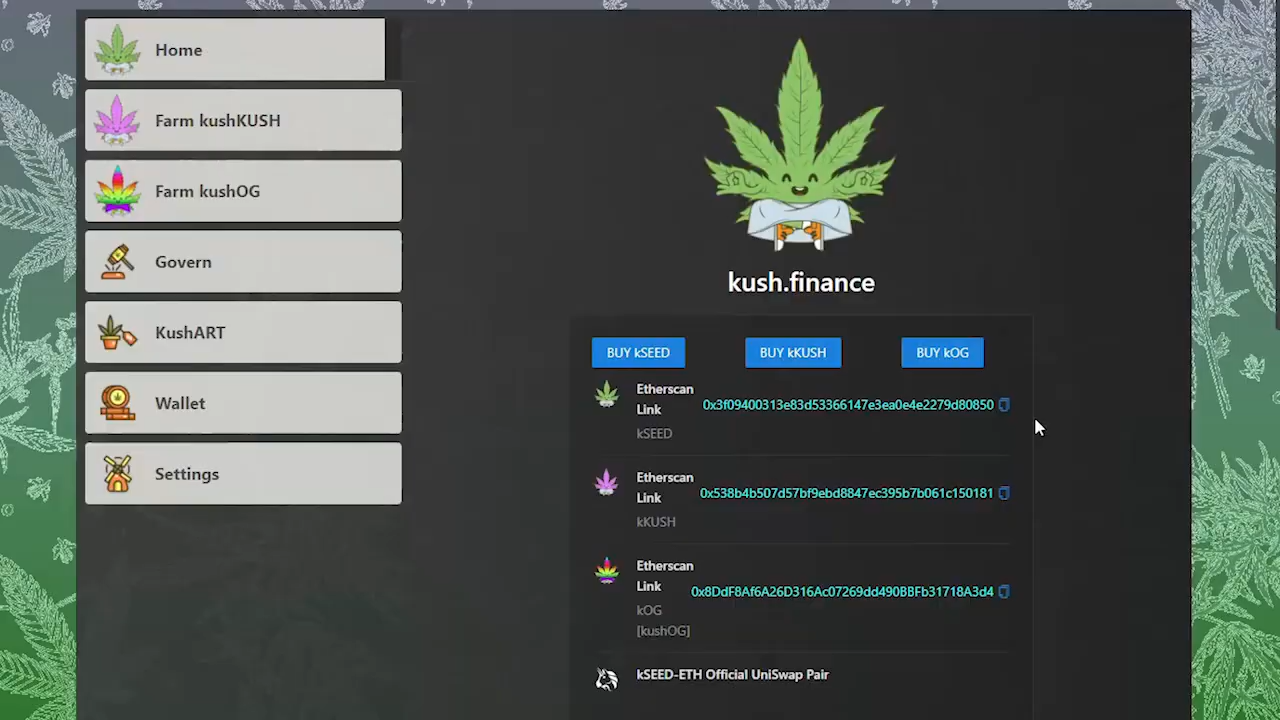 Home
Farm kushKUSH
Farm kushOG
Govern
KushART
Wallet
Settings
kush.finance
BUY kSEED
BUY kKUSH
BUY kOG
Etherscan
Link
0x3f09400313e83d53366147e3ea0e4e2279d80850
kSEED
Etherscan
Link
0x538b4b507d57bf9ebd8847ec395b7b061c150181
kKUSH
Etherscan
Link
0x8DdF8Af6A26D316Ac07269dd490BBFb31718A3d4
kOG
[kushOG]
kSEED-ETH Official UniSwap Pair